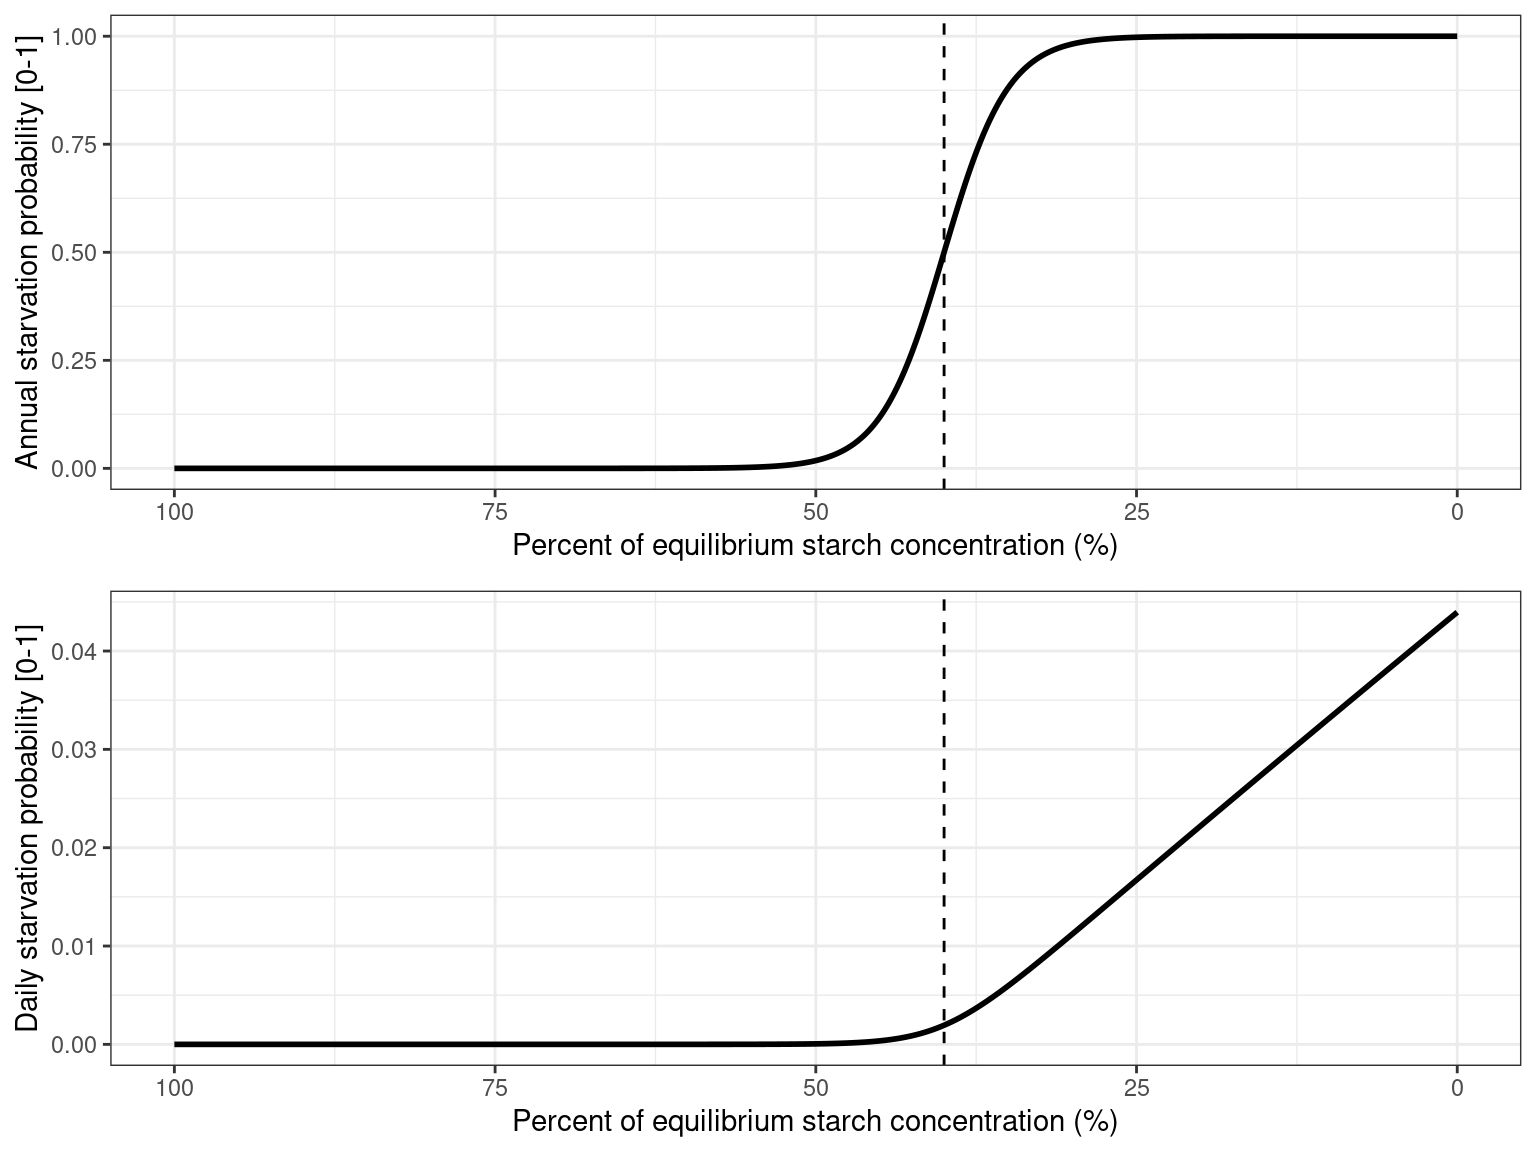 Annual starvation probability [0-1]
1.00
0.75
0.50
0.25
0.00
100 75 50 25 0
Percent of equilibrium starch concentration (%)
Daily starvation probability [0-1]
0.04
0.03
0.02
0.01
0.00
100 75 50 25 0
Percent of equilibrium starch concentration (%)